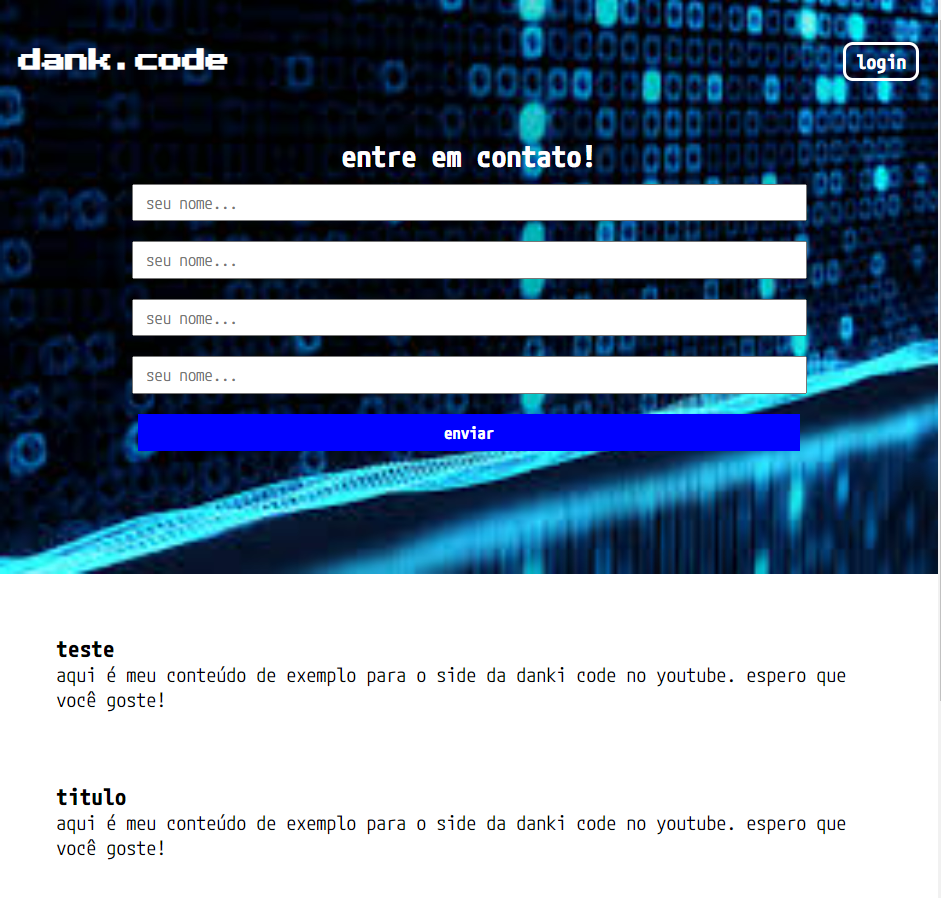 dank.code
login
entre em contato!
seu nome...
seu nome...
seu nome...
seu nome...
enviar
teste
aqui é meu conteúdo de exemplo para o side da danki code no youtube. espero que
você goste!
titulo
aqui é meu conteúdo de exemplo para o side da danki code no youtube. espero que
você goste!